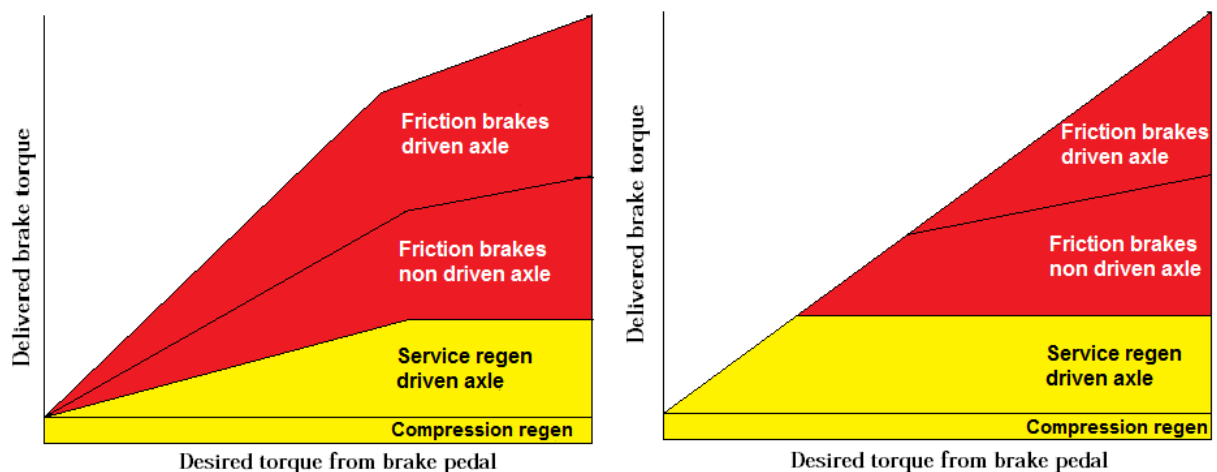 Delivered brake torque
Friction brakes
driven axle
Friction brakes
non driven axle
Service regen
driven axle
Compression regen
Desired torque from brake pedal
Delivered brake torque
Friction brakes
driven axle
Friction brakes
non driven axle
Service regen
driven axle
Compression regen
Desired torque from brake pedal